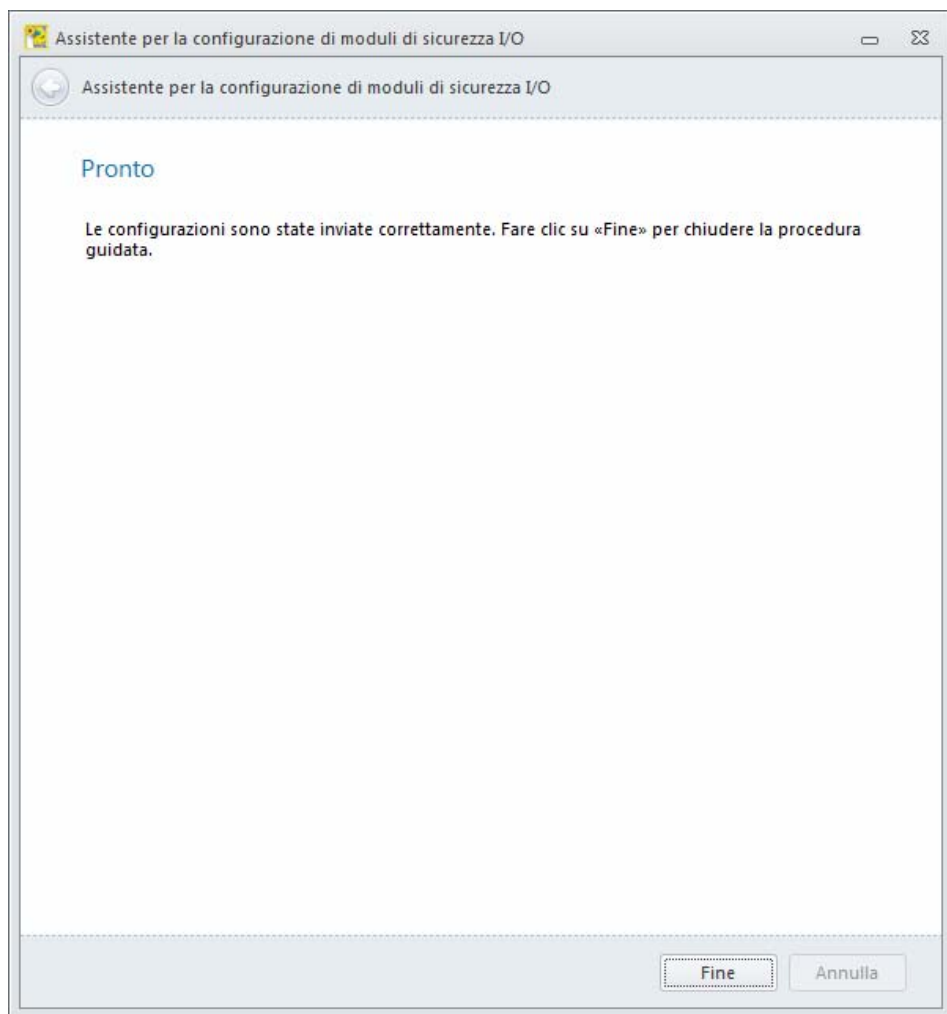 Assistente per la configurazione di moduli di sicurezza I/O
Assistente per la configurazione di moduli di sicurezza I/O
Pronto
Le configurazioni sono state inviate correttamente. Fare clic su «Fine» per chiudere la procedura
guidata.
Fine
Annulla